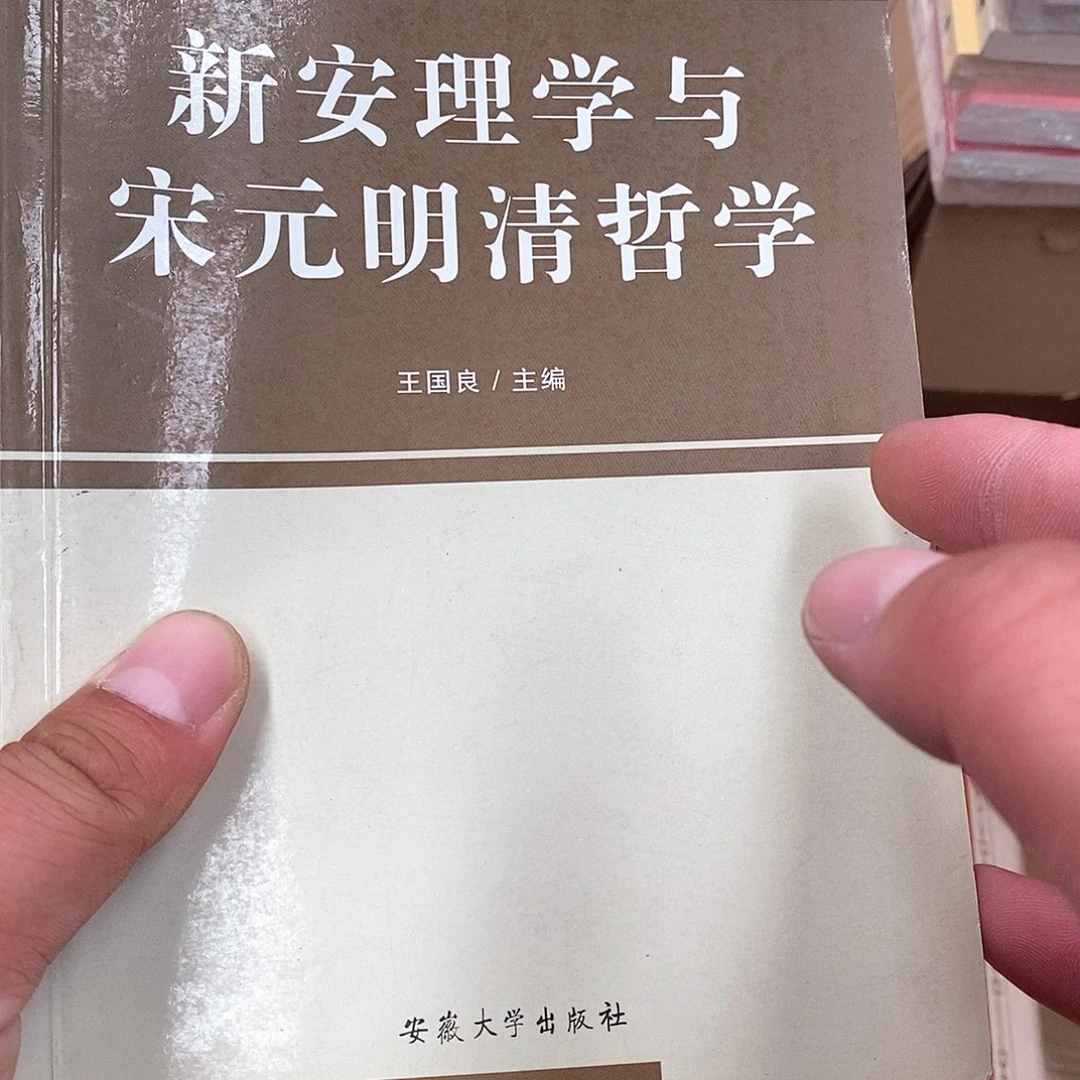 新安理学与
宋元明清哲学
王国良 / 主编
安徽大学出版社